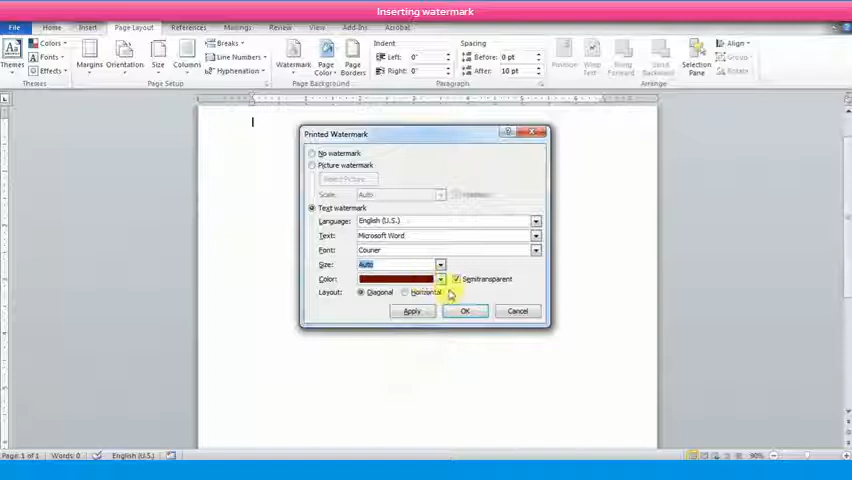 Inserting watermark
File Home Insert Page Layout References Mailings Review View Add-Ins Acrobat
Colors Breaks Indent Spacing Align
Line Numbers Left: 0" Before: 0 pt Group
Fonts Hyphenation Right: 0" After: 10 pt Rotate
Effects
Themes Margins Orientation Size Columns Watermark Page Color Page Borders Position Wrap Text Bring Forward Send Backward Selection Pane
Themes Page Setup Page Background Paragraph Arrange
Printed Watermark
No watermark
Picture watermark
Select Picture...
Scale: Auto
Text watermark
Language: English (U.S.)
Text: Microsoft Word
Font: Courier
Size: Auto
Color: Semitransparent
Layout: Diagonal Horizontal
Apply OK Cancel
Page: 1 of 1 Words: 0 English (U.S.) 90%